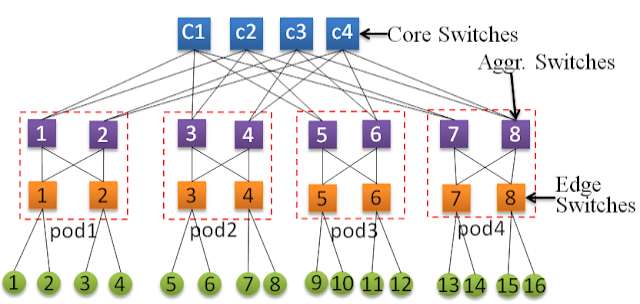 C1 c2 c3 c4 Core Switches
Aggr. Switches
1 2 3 4 5 6 7 8
1 2 3 4 5 6 7 8 Edge
Switches
pod1 pod2 pod3 pod4
1 2 3 4 5 6 7 8 9 10 11 12 13 14 15 16